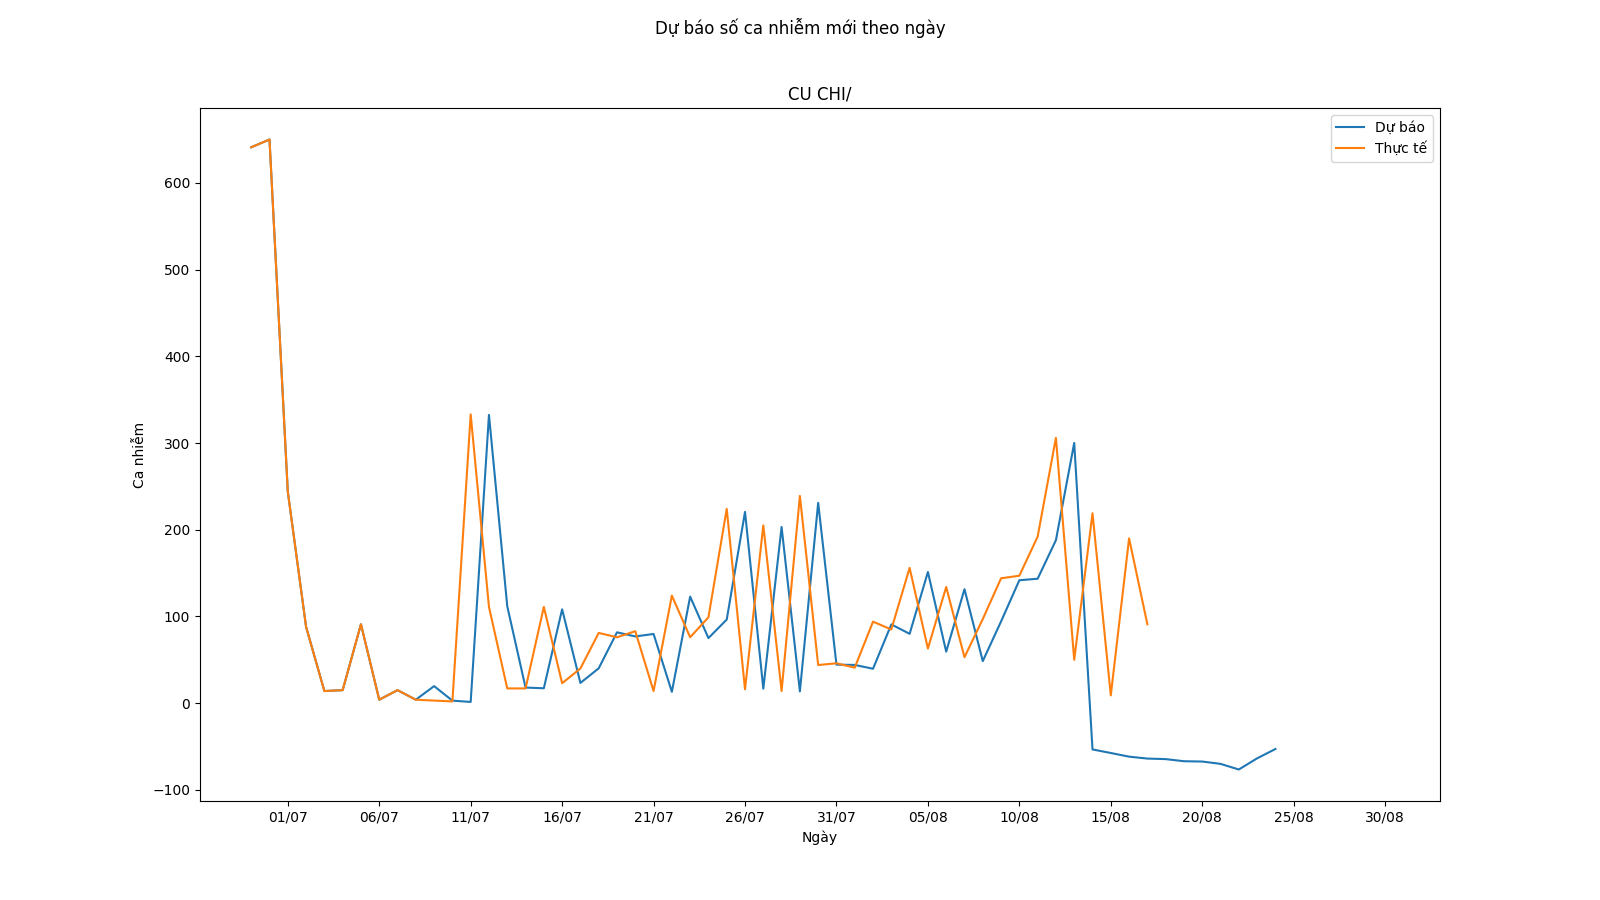 Dự báo số ca nhiễm mới theo ngày
CU CHI/
Dự báo
Thực tế
600
500
400
300
200
100
0
−100
Ca nhiễm
01/07 06/07 11/07 16/07 21/07 26/07 31/07 05/08 10/08 15/08 20/08 25/08 30/08
Ngày